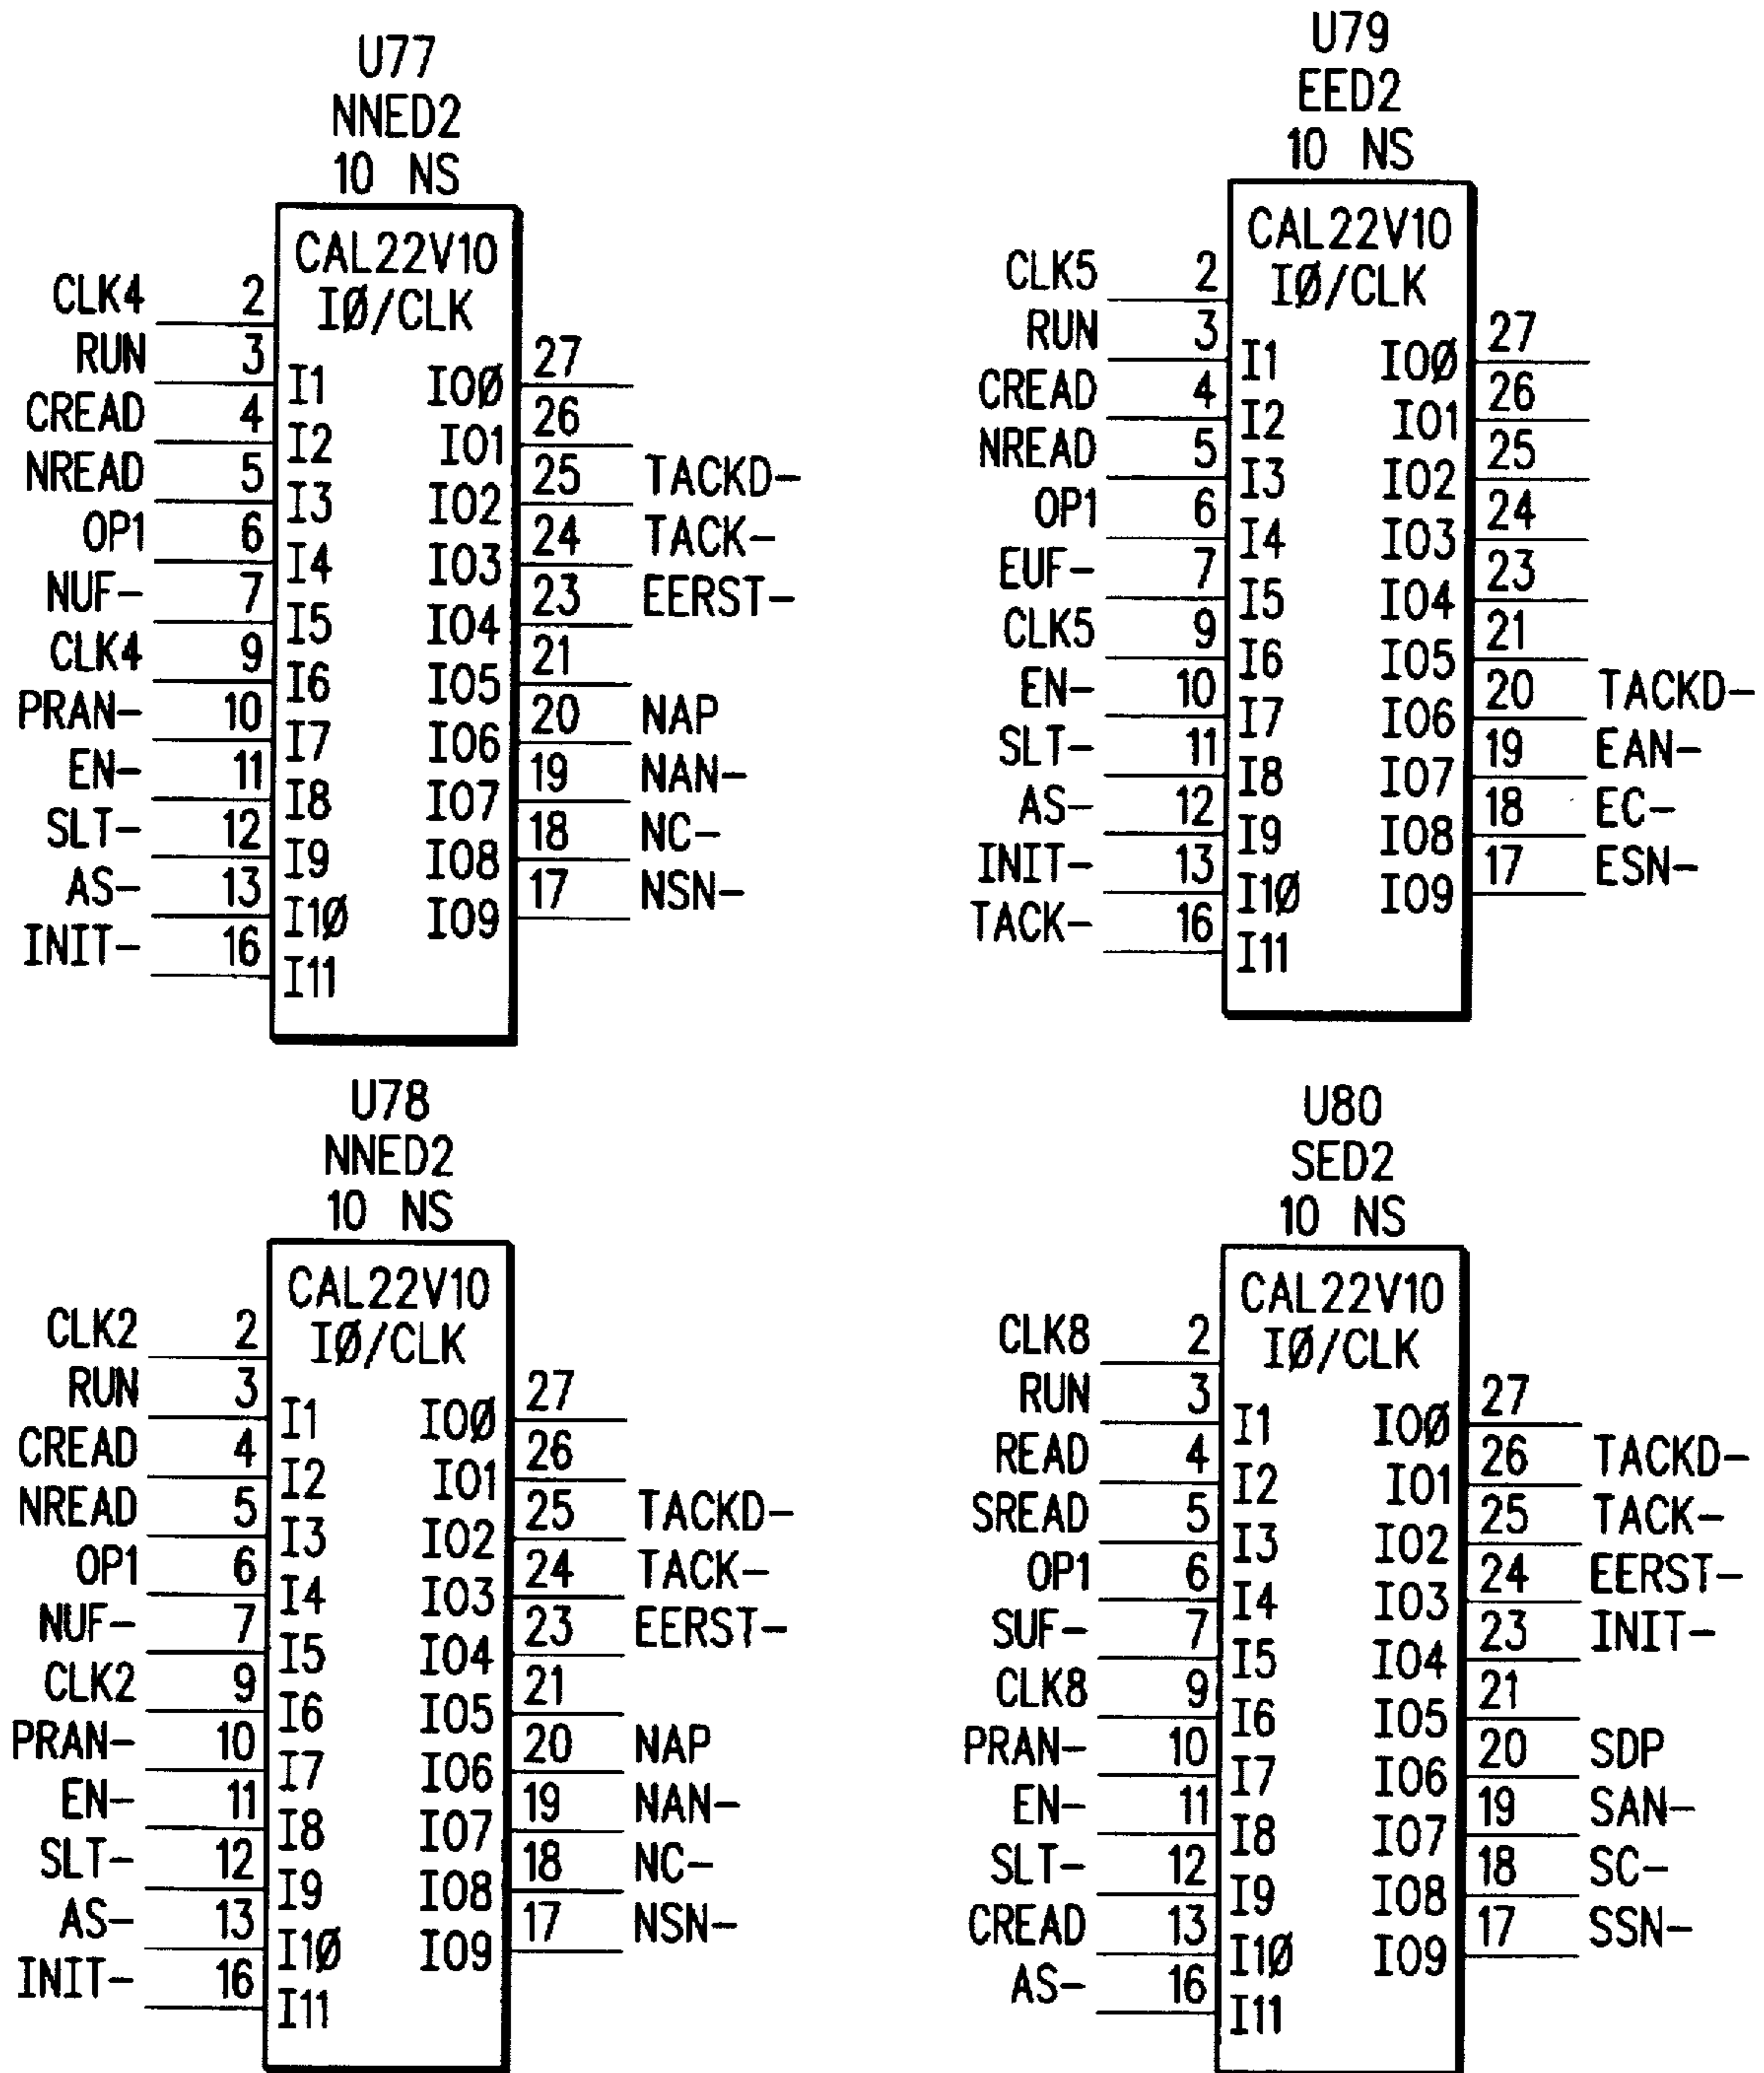 U77
NNED2
10 NS
CAL22V10
IØ/CLK
CLK4 2
RUN 3 I1 IOØ 27
CREAD 4 I2 IO1 26
NREAD 5 I3 IO2 25 TACKD-
OP1 6 I4 IO3 24 TACK-
NUF- 7 I5 IO4 23 EERST-
CLK4 9 I6 IO5 21
PRAN- 10 I7 IO6 20 NAP
EN- 11 I8 IO7 19 NAN-
SLT- 12 I9 IO8 18 NC-
AS- 13 I1Ø IO9 17 NSN-
INIT- 16 I11
U79
EED2
10 NS
CAL22V10
IØ/CLK
CLK5 2
RUN 3 I1 IOØ 27
CREAD 4 I2 IO1 26
NREAD 5 I3 IO2 25
OP1 6 I4 IO3 24
EUF- 7 I5 IO4 23
CLK5 9 I6 IO5 21
EN- 10 I7 IO6 20 TACKD-
SLT- 11 I8 IO7 19 EAN-
AS- 12 I9 IO8 18 EC-
INIT- 13 I1Ø IO9 17 ESN-
TACK- 16 I11
U78
NNED2
10 NS
CAL22V10
IØ/CLK
CLK2 2
RUN 3 I1 IOØ 27
CREAD 4 I2 IO1 26
NREAD 5 I3 IO2 25 TACKD-
OP1 6 I4 IO3 24 TACK-
NUF- 7 I5 IO4 23 EERST-
CLK2 9 I6 IO5 21
PRAN- 10 I7 IO6 20 NAP
EN- 11 I8 IO7 19 NAN-
SLT- 12 I9 IO8 18 NC-
AS- 13 I1Ø IO9 17 NSN-
INIT- 16 I11
U80
SED2
10 NS
CAL22V10
IØ/CLK
CLK8 2
RUN 3 I1 IOØ 27
READ 4 I2 IO1 26 TACKD-
SREAD 5 I3 IO2 25 TACK-
OP1 6 I4 IO3 24 EERST-
SUF- 7 I5 IO4 23 INIT-
CLK8 9 I6 IO5 21
PRAN- 10 I7 IO6 20 SDP
EN- 11 I8 IO7 19 SAN-
SLT- 12 I9 IO8 18 SC-
CREAD 13 I1Ø IO9 17 SSN-
AS- 16 I11